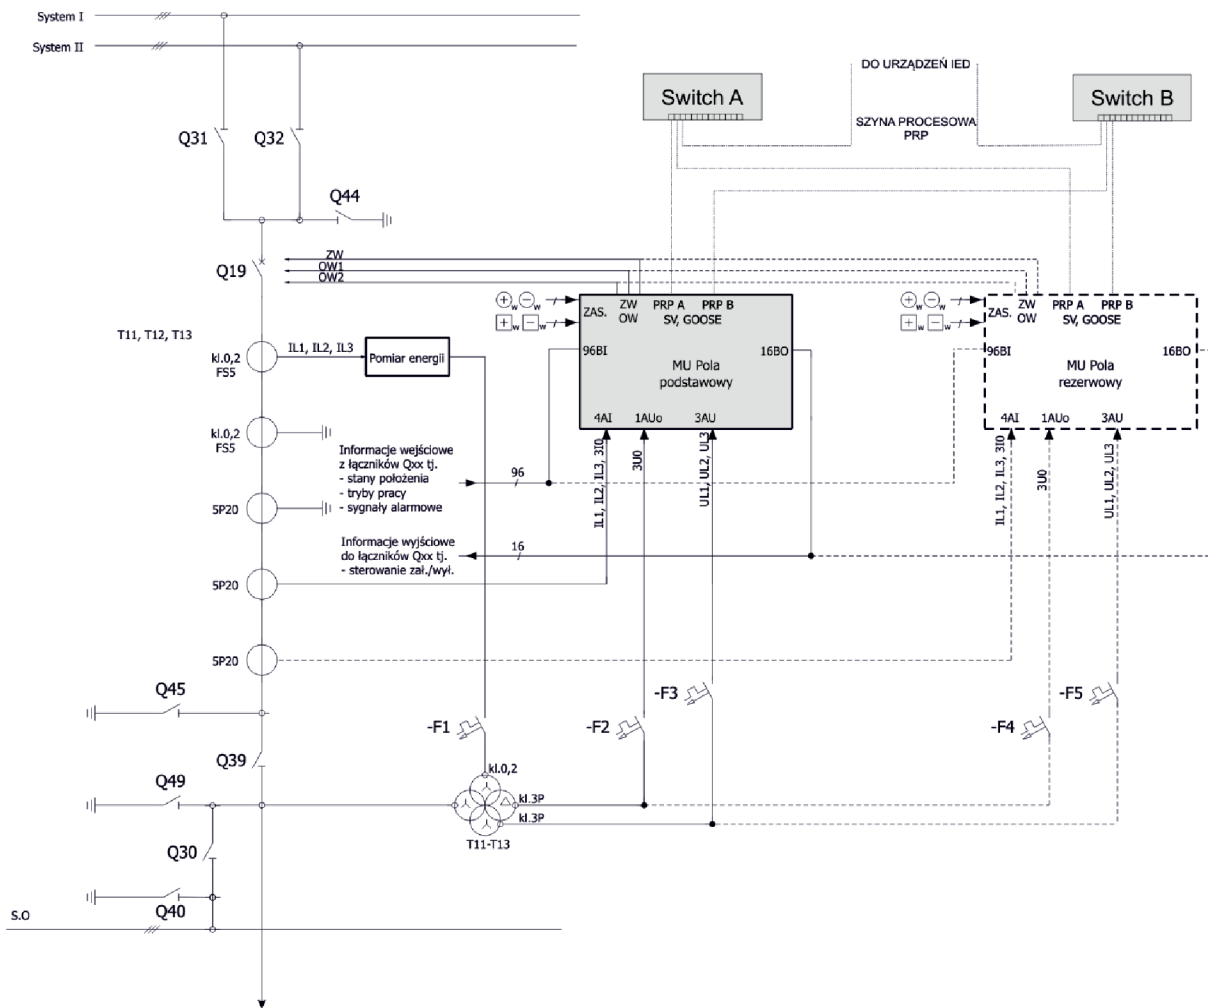 System I
System II
DO URZĄDZEŃ IED
Switch A
Switch B
SZYNA PROCESOWA
PRP
Q31
Q32
Q44
Q19
ZW
OW1
OW2
W W
W W
ZAS.
ZW
OW
PRP A PRP B
SV, GOOSE
96BI
16BO
MU Pola
podstawowy
4AI 1AUo 3AU
W W
W W
ZAS.
ZW
OW
PRP A PRP B
SV, GOOSE
96BI
16BO
MU Pola
rezerwowy
4AI 1AUo 3AU
T11, T12, T13
kl.0,2
FS5
IL1, IL2, IL3
Pomiar energii
kl.0,2
FS5
Informacje wejściowe
z łączników Qxx tj.
- stany położenia
- tryby pracy
- sygnały alarmowe
96
5P20
Informacje wyjściowe
do łączników Qxx tj.
- sterowanie zał./wył.
16
5P20
5P20
IL1, IL2, IL3, 3I0
3U0
UL1, UL2, UL3
IL1, IL2, IL3, 3I0
3U0
UL1, UL2, UL3
Q45
-F1
-F2
-F3
-F4
-F5
Q39
Q49
kl.0,2
kl.3P
kl.3P
T11-T13
Q30
Q40
S.O